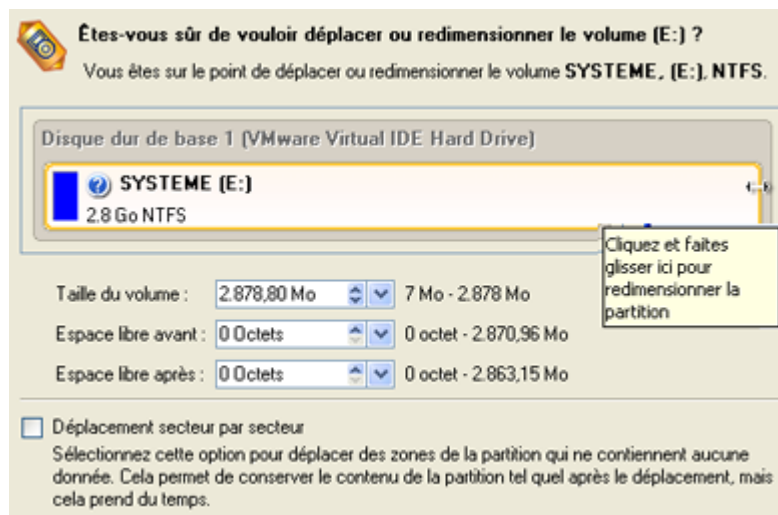 Êtes-vous sûr de vouloir déplacer ou redimensionner le volume (E:) ?
Vous êtes sur le point de déplacer ou redimensionner le volume SYSTEME, (E:), NTFS.
Disque dur de base 1 (VMware Virtual IDE Hard Drive)
SYSTEME (E:)
2.8 Go NTFS
Cliquez et faites
glisser ici pour
redimensionner la
partition
Taille du volume : 2.878,80 Mo 7 Mo - 2.878 Mo
Espace libre avant : 0 Octets 0 octet - 2.870,96 Mo
Espace libre après : 0 Octets 0 octet - 2.863,15 Mo
Déplacement secteur par secteur
Sélectionnez cette option pour déplacer des zones de la partition qui ne contiennent aucune
donnée. Cela permet de conserver le contenu de la partition tel quel après le déplacement, mais
cela prend du temps.